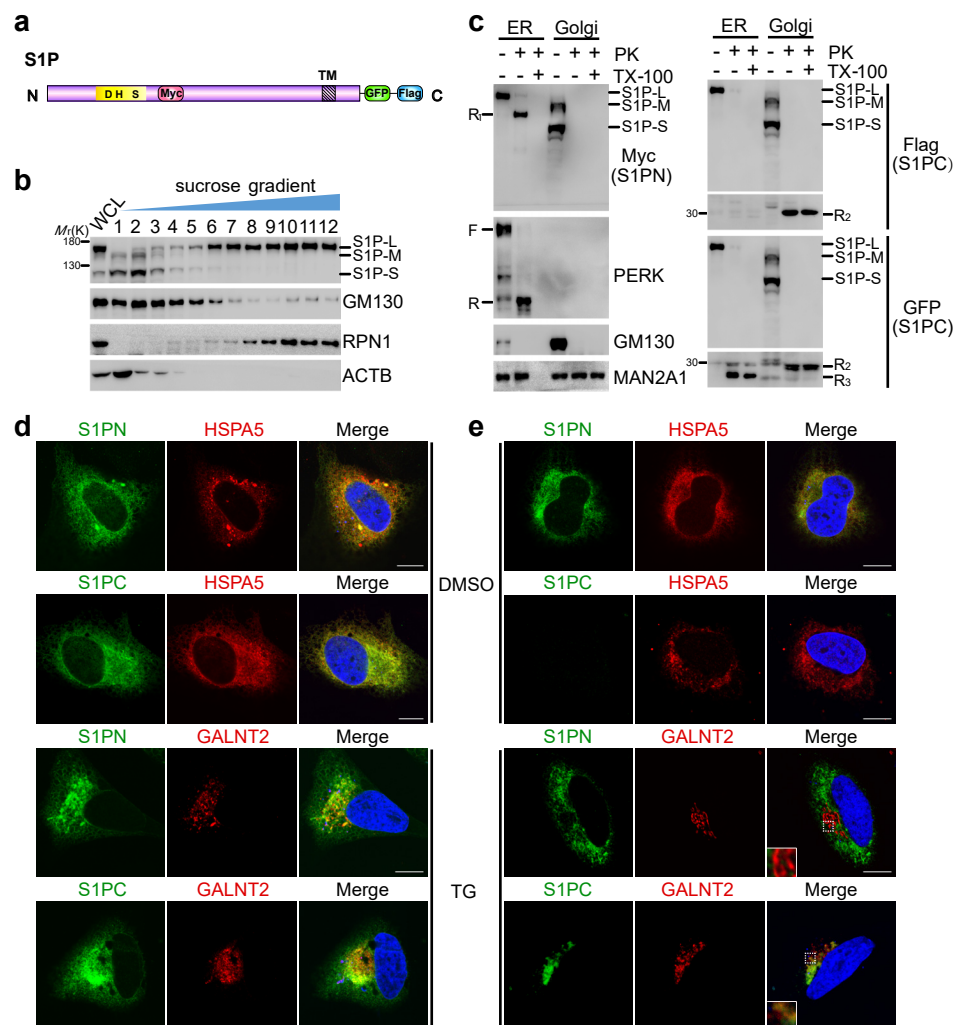 a
S1P
TM
N D H S Myc GFP Flag C
b
sucrose gradient
WCL
Mr(K) 1 2 3 4 5 6 7 8 9 10 11 12
180
130
S1P-L
S1P-M
S1P-S
GM130
RPN1
ACTB
c
ER Golgi
- + + - + + PK
- - + - - + TX-100
S1P-L
S1P-M
S1P-S
R1
Myc
(S1PN)
F
R
PERK
GM130
MAN2A1
ER Golgi
- + + - + + PK
- - + - - + TX-100
S1P-L
S1P-M
S1P-S
Flag
(S1PC)
30
R2
S1P-L
S1P-M
S1P-S
GFP
(S1PC)
30
R2
R3
d
S1PN HSPA5 Merge
S1PC HSPA5 Merge
DMSO
S1PN GALNT2 Merge
S1PC GALNT2 Merge
TG
e
S1PN HSPA5 Merge
S1PC HSPA5 Merge
S1PN GALNT2 Merge
S1PC GALNT2 Merge